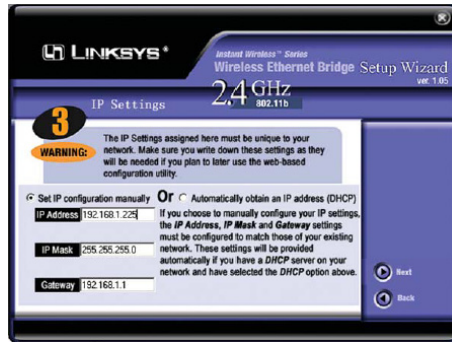 LINKSYS®
Instant Wireless™ Series
Wireless Ethernet Bridge
Setup Wizard
ver. 1.05
2.4 GHz
802.11b
IP Settings
3
WARNING:
The IP Settings assigned here must be unique to your
network. Make sure you write down these settings as they
will be needed if you plan to later use the web-based
configuration utility.
Set IP configuration manually Or Automatically obtain an IP address (DHCP)
IP Address 192.168.1.225
IP Mask 255.255.255.0
Gateway 192.168.1.1
If you choose to manually configure your IP settings,
the IP Address, IP Mask and Gateway settings
must be configured to match those of your existing
network. These settings will be provided
automatically if you have a DHCP server on your
network and have selected the DHCP option above.
Next
Back